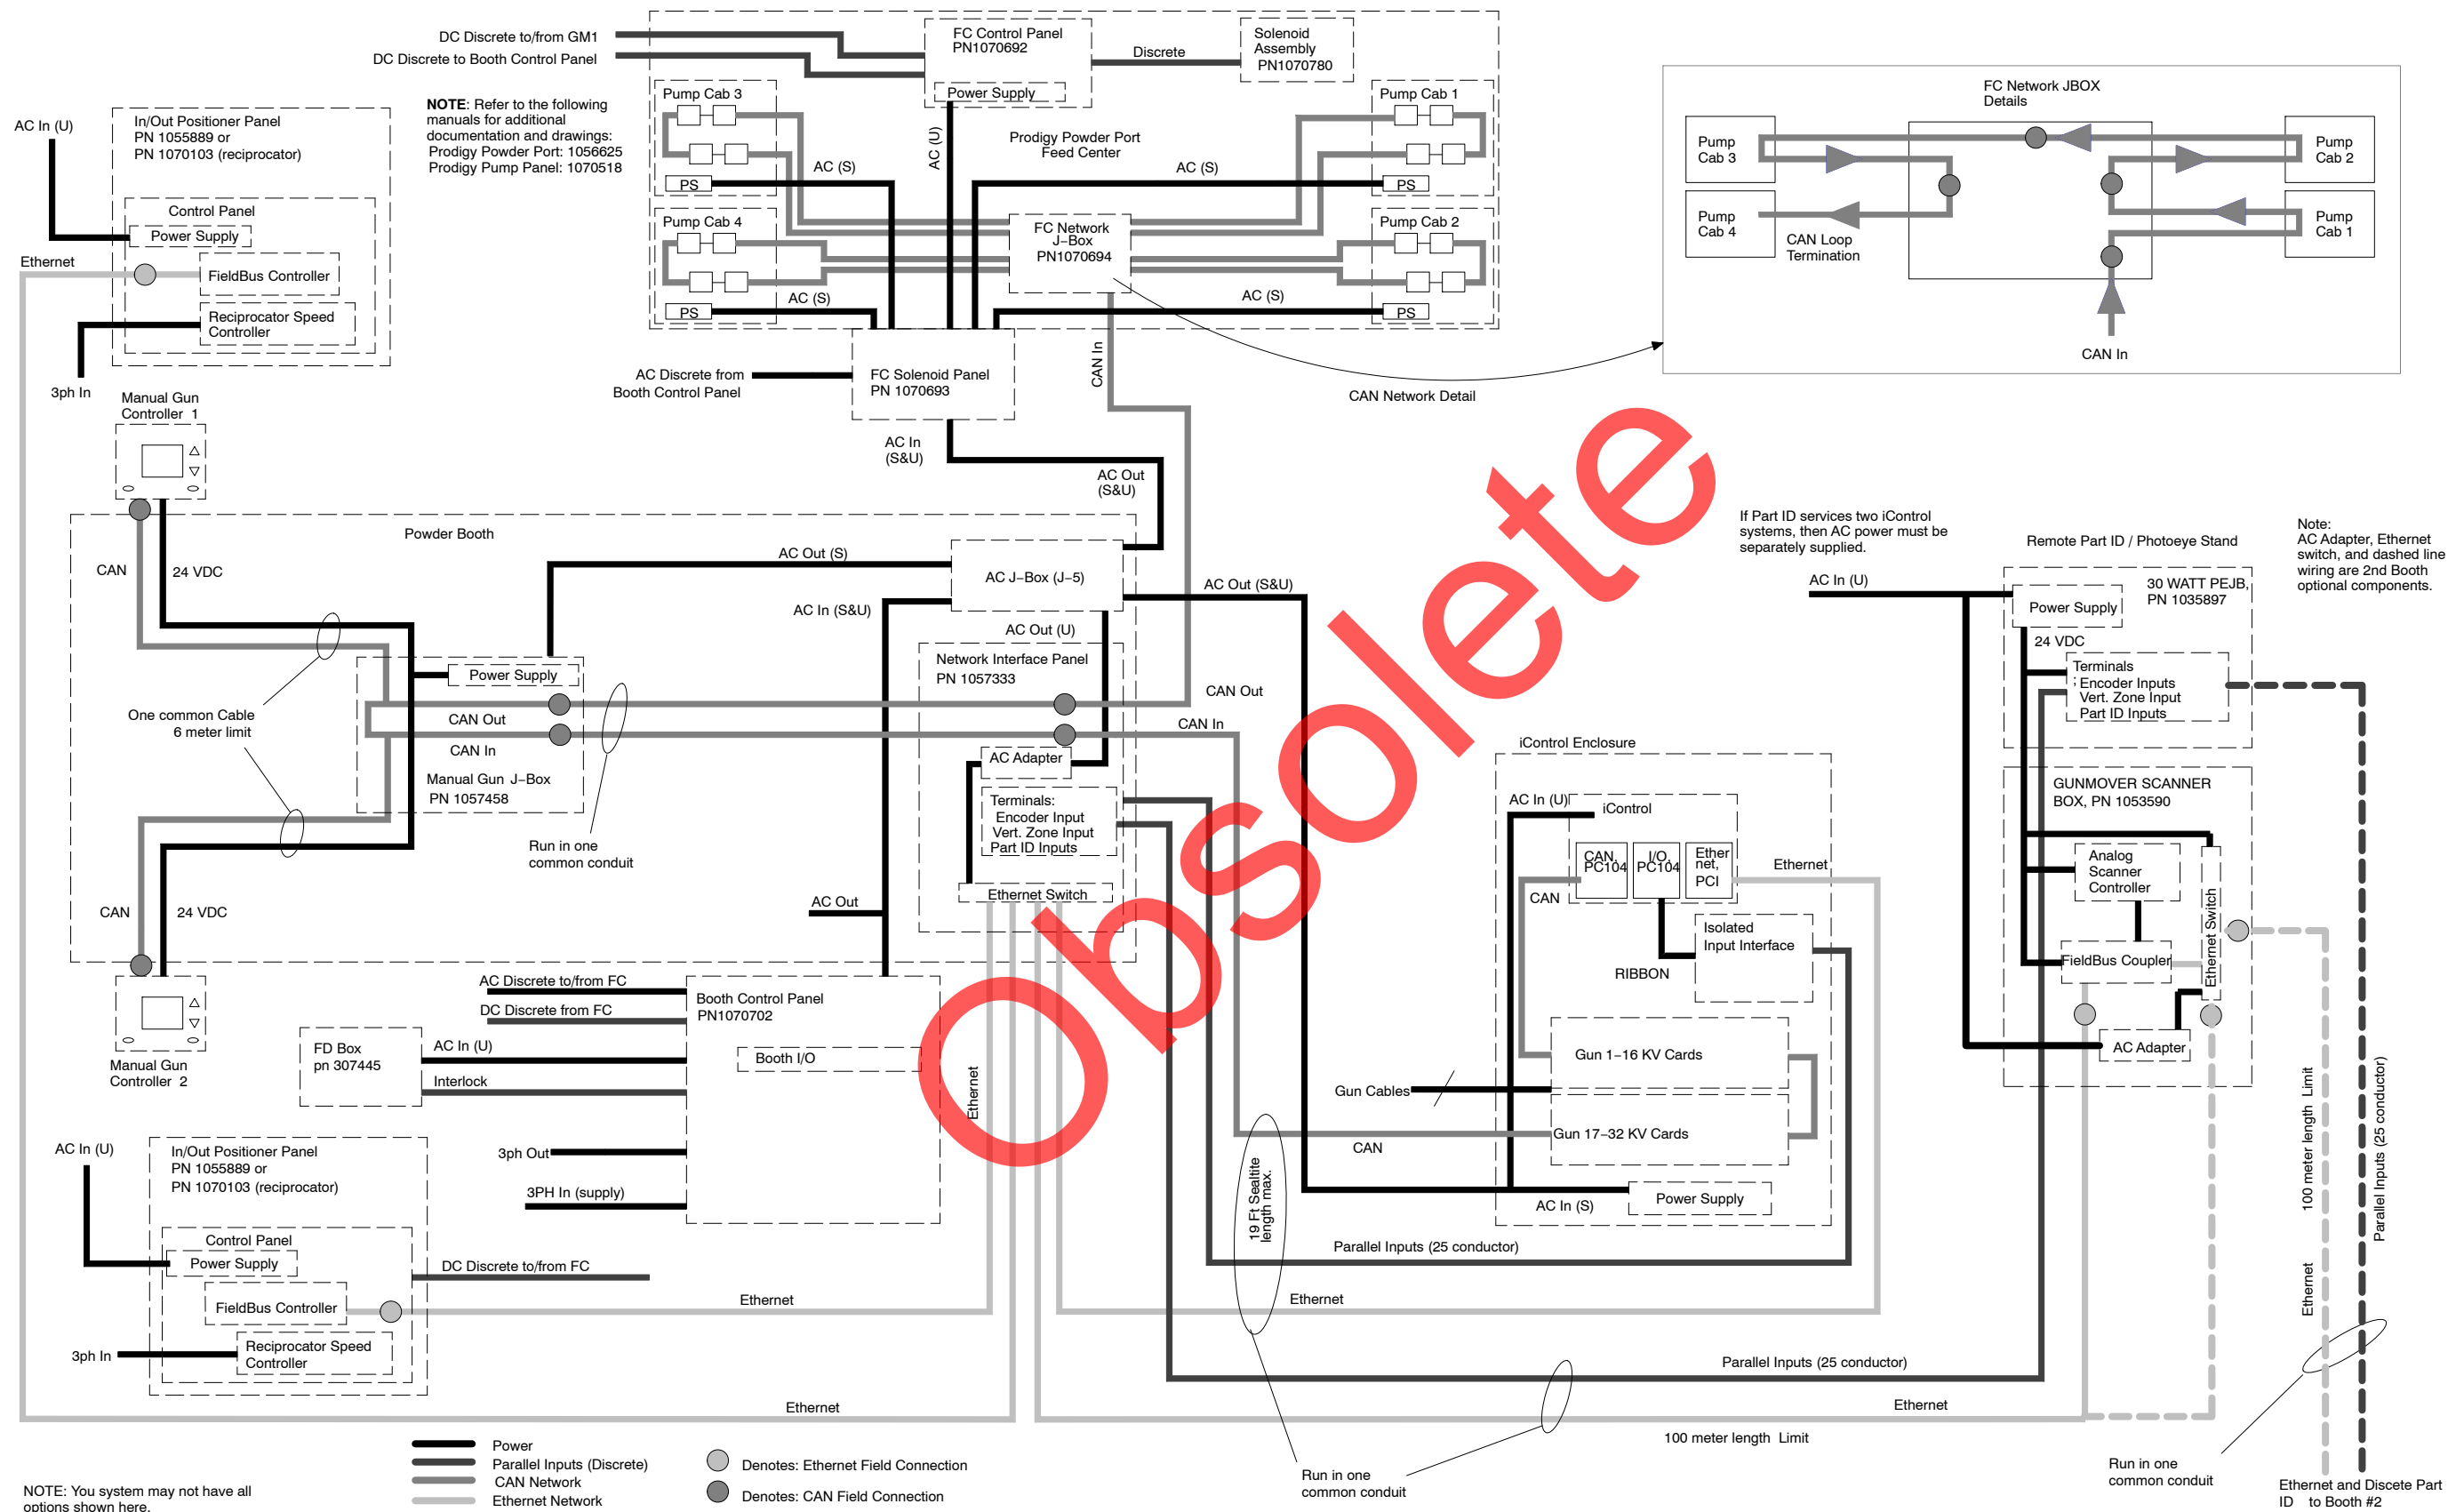 DC Discrete to/from GM1
DC Discrete to Booth Control Panel
FC Control Panel
PN1070692
Power Supply
Discrete
Solenoid
Assembly
PN1070780
NOTE: Refer to the following
manuals for additional
documentation and drawings:
Prodigy Powder Port: 1056625
Prodigy Pump Panel: 1070518
Pump Cab 3
PS
AC (S)
AC (U)
Prodigy Powder Port
Feed Center
AC (S)
Pump Cab 1
PS
Pump Cab 4
PS
AC (S)
FC Network
J-Box
PN1070694
AC (S)
Pump Cab 2
PS
FC Network JBOX
Details
Pump
Cab 3
Pump
Cab 2
Pump
Cab 4
CAN Loop
Termination
Pump
Cab 1
CAN In
CAN Network Detail
AC In (U)
In/Out Positioner Panel
PN 1055889 or
PN 1070103 (reciprocator)
Control Panel
Power Supply
Ethernet
FieldBus Controller
Reciprocator Speed
Controller
3ph In
AC Discrete from
Booth Control Panel
FC Solenoid Panel
PN 1070693
CAN In
AC In
(S&U)
AC Out
(S&U)
Manual Gun
Controller 1
Powder Booth
CAN
24 VDC
AC Out (S)
AC J-Box (J-5)
AC In (S&U)
AC Out (S&U)
AC Out (U)
Network Interface Panel
PN 1057333
Power Supply
One common Cable
6 meter limit
CAN Out
CAN In
CAN Out
CAN In
Manual Gun J-Box
PN 1057458
AC Adapter
Terminals:
Encoder Input
Vert. Zone Input
Part ID Inputs
Run in one
common conduit
Ethernet Switch
AC Out
CAN
24 VDC
Manual Gun
Controller 2
If Part ID services two iControl
systems, then AC power must be
separately supplied.
AC In (U)
Remote Part ID / Photoeye Stand
Note:
AC Adapter, Ethernet
switch, and dashed line
wiring are 2nd Booth
optional components.
Power Supply
30 WATT PEJB,
PN 1035897
24 VDC
Terminals
: Encoder Inputs
Vert. Zone Input
Part ID Inputs
GUNMOVER SCANNER
BOX, PN 1053590
Analog
Scanner
Controller
Ethernet Switch
FieldBus Coupler
AC Adapter
iControl Enclosure
AC In (U)
iControl
CAN,
PC104
I/O,
PC104
Ether
net,
PCI
Ethernet
CAN
Isolated
Input Interface
RIBBON
Gun 1-16 KV Cards
Gun Cables
Gun 17-32 KV Cards
CAN
AC In (S)
Power Supply
AC Discrete to/from FC
DC Discrete from FC
Booth Control Panel
PN1070702
Booth I/O
FD Box
pn 307445
AC In (U)
Interlock
3ph Out
3PH In (supply)
Ethernet
AC In (U)
In/Out Positioner Panel
PN 1055889 or
PN 1070103 (reciprocator)
Control Panel
Power Supply
DC Discrete to/from FC
FieldBus Controller
Reciprocator Speed
Controller
3ph In
Ethernet
19 Ft Sealtite
length max.
Parallel Inputs (25 conductor)
Ethernet
Parallel Inputs (25 conductor)
Ethernet
Ethernet
100 meter length Limit
Ethernet
100 meter length Limit
Parallel Inputs (25 conductor)
Run in one
common conduit
Run in one
common conduit
Ethernet and Discete Part
ID to Booth #2
Power
Parallel Inputs (Discrete)
CAN Network
Ethernet Network
Denotes: Ethernet Field Connection
Denotes: CAN Field Connection
NOTE: You system may not have all
options shown here.
Obsolete